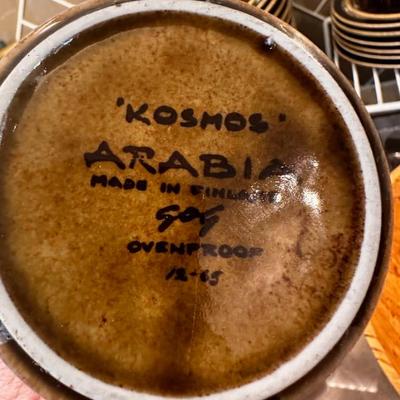 'KOSMOS'
ARABIA
MADE IN FINLAND
GOG
OVENPROOF
12-65